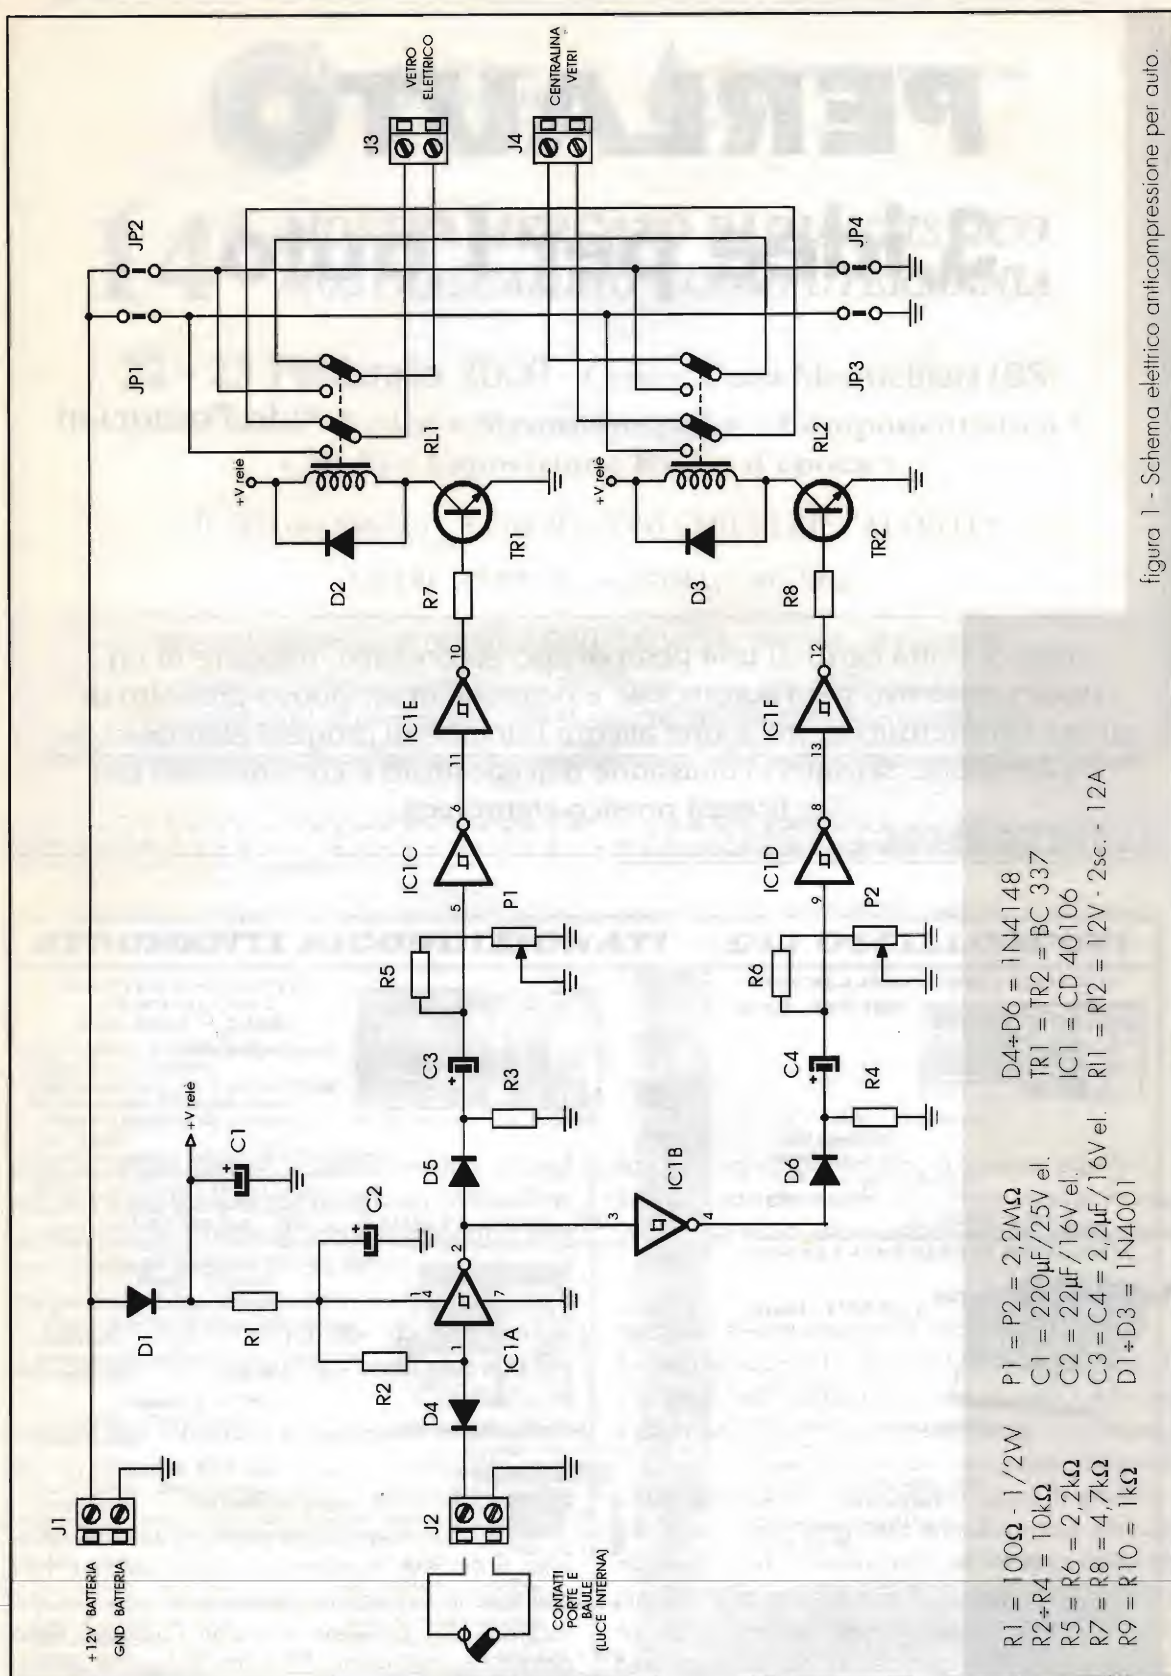 J1
+12V BATTERIA
GND BATTERIA
J2
CONTATTI
PORTE E
BAULE
(LUCE INTERNA)
D1
R1
R2
D4
+V relè
C1
C2
1
14
2
7
IC1A
D5
R3
C3
+
R5
P1
5
IC1C
6
11
IC1E
10
R7
TR1
D2
+V relè
RL1
JP1
JP2
J3
VETRO
ELETTRICO
J4
CENTRALINA
VETRI
3
IC1B
4
D6
R4
C4
+
R6
P2
9
IC1D
8
13
IC1F
12
R8
TR2
D3
+V relè
RL2
JP3
JP4
R1 = 100Ω - 1/2W
R2÷R4 = 10kΩ
R5 = R6 = 2,2kΩ
R7 = R8 = 4,7kΩ
R9 = R10 = 1kΩ
P1 = P2 = 2,2MΩ
C1 = 220µF/25V el.
C2 = 22µF/16V el.
C3 = C4 = 2,2µF/16V el.
D1÷D3 = 1N4001
D4÷D6 = 1N4148
TR1 = TR2 = BC 337
IC1 = CD 40106
Rl1 = Rl2 = 12V - 2sc. - 12A
figura 1 - Schema elettrico anticompressione per auto.